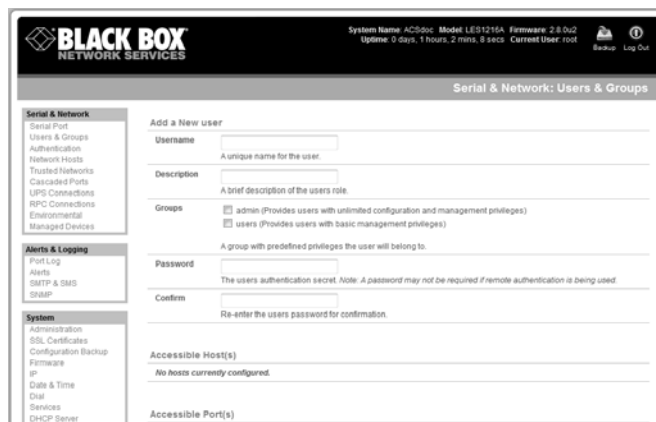 BLACK BOX
NETWORK SERVICES
System Name: ACSdoc Model: LES1216A Firmware: 2.8.0u2
Uptime: 0 days, 1 hours, 2 mins, 8 secs Current User: root
Backup
Log Out
Serial & Network: Users & Groups
Serial & Network
Serial Port
Users & Groups
Authentication
Network Hosts
Trusted Networks
Cascaded Ports
UPS Connections
RPC Connections
Environmental
Managed Devices
Alerts & Logging
Port Log
Alerts
SMTP & SMS
SNMP
System
Administration
SSL Certificates
Configuration Backup
Firmware
IP
Date & Time
Dial
Services
DHCP Server
Add a New user
Username
A unique name for the user.
Description
A brief description of the users role.
Groups
admin (Provides users with unlimited configuration and management privileges)
users (Provides users with basic management privileges)
A group with predefined privileges the user will belong to.
Password
The users authentication secret. Note: A password may not be required if remote authentication is being used.
Confirm
Re-enter the users password for confirmation.
Accessible Host(s)
No hosts currently configured.
Accessible Port(s)